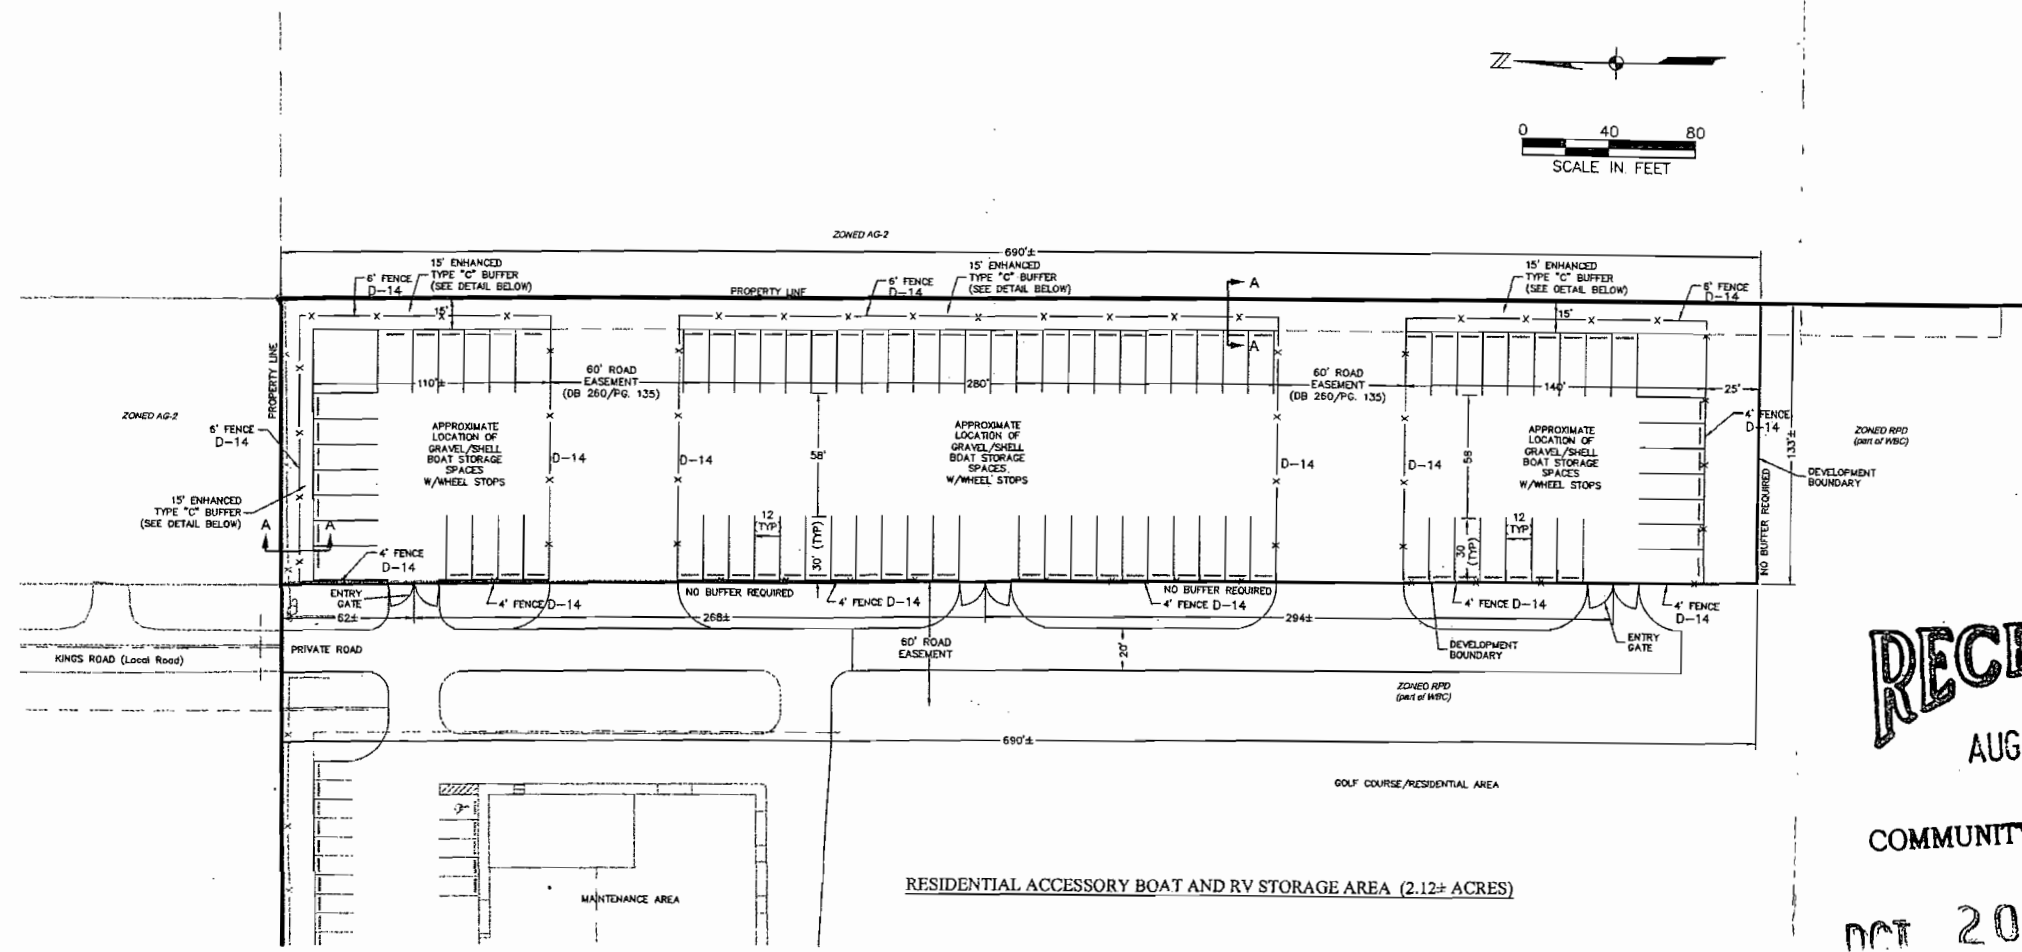 Z
0 40 80
SCALE IN FEET
ZONED AG-2
690'±
15' ENHANCED
TYPE "C" BUFFER
(SEE DETAIL BELOW)
6' FENCE
D-14
15' ENHANCED
TYPE "C" BUFFER
(SEE DETAIL BELOW)
6' FENCE
D-14
15' ENHANCED
TYPE "C" BUFFER
(SEE DETAIL BELOW)
6' FENCE
D-14
PROPERTY LINE
A
A
15'
15'
PROPERTY LINE
110'±
60' ROAD
EASEMENT
(DB 260/PG. 135)
280'
60' ROAD
EASEMENT
(DB 260/PG. 135)
140'
25'
ZONED AG-2
6' FENCE
D-14
APPROXIMATE
LOCATION OF
GRAVEL/SHELL
BOAT STORAGE
SPACES
W/WHEEL STOPS
D-14
D-14
58'
APPROXIMATE
LOCATION OF
GRAVEL/SHELL
BOAT STORAGE
SPACES
W/WHEEL STOPS
D-14
D-14
58
APPROXIMATE
LOCATION OF
GRAVEL/SHELL
BOAT STORAGE
SPACES
W/WHEEL STOPS
4' FENCE
D-14
133'±
ZONED RPD
(part of WBC)
DEVELOPMENT
BOUNDARY
NO BUFFER REQUIRED
15' ENHANCED
TYPE "C" BUFFER
(SEE DETAIL BELOW)
A
A
4' FENCE
D-14
12
(TYP)
30' (TYP)
12
(TYP)
30
(TYP)
ENTRY
GATE
4' FENCE D-14
NO BUFFER REQUIRED
4' FENCE D-14
NO BUFFER REQUIRED
4' FENCE D-14
4' FENCE D-14
4' FENCE
D-14
62±
268±
294±
KINGS ROAD (Local Road)
PRIVATE ROAD
60' ROAD
EASEMENT
20'
DEVELOPMENT
BOUNDARY
ENTRY
GATE
ZONED RPD
(part of WBC)
690'±
GOLF COURSE/RESIDENTIAL AREA
MAINTENANCE AREA
RESIDENTIAL ACCESSORY BOAT AND RV STORAGE AREA (2.12± ACRES)
RECE
AUG
COMMUNITY
OCT 20